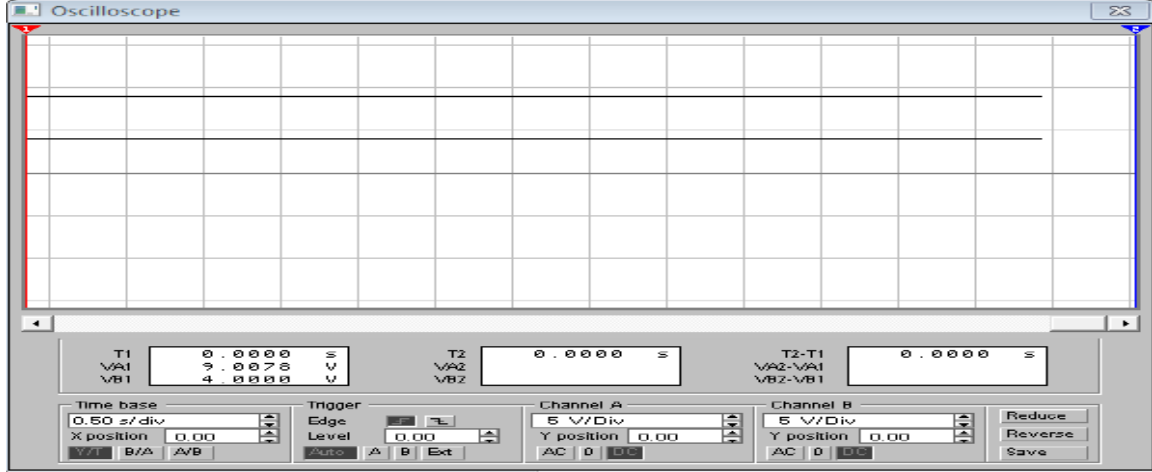 Oscilloscope
1 2
T1 0.0000 s T2 0.0000 s T2-T1 0.0000 s
VA1 9.0078 V VA2 VA2-VA1
VB1 4.0000 V VB2 VB2-VB1
Time base Trigger Channel A Channel B
0.50 s/div Edge 5 V/Div 5 V/Div Reduce
X position 0.00 Level 0.00 Y position 0.00 Y position 0.00 Reverse
Y/T B/A A/B Auto A B Ext AC 0 DC AC 0 DC Save